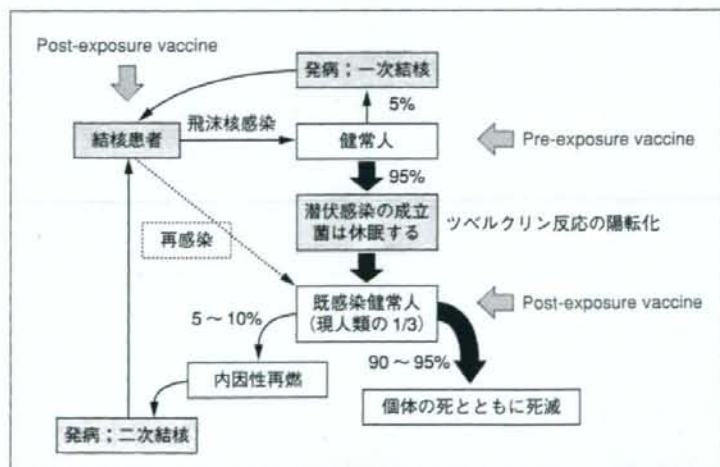 Post-exposure vaccine
発病；一次結核
5%
飛沫核感染
結核患者
健常人
Pre-exposure vaccine
95%
潜伏感染の成立
菌は休眠する
ツベルクリン反応の陽転化
再感染
既感染健常人
(現人類の 1/3)
Post-exposure vaccine
5～10%
90～95%
内因性再燃
個体の死とともに死滅
発病；二次結核